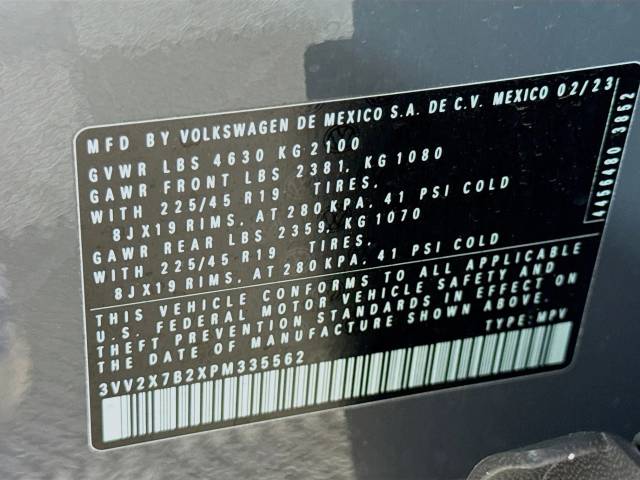 MFD BY VOLKSWAGEN DE MEXICO S.A. DE C.V. MEXICO 02/23
GVWR LBS 4630 KG 2100
GAWR FRONT LBS 2381, KG 1080
WITH 225/45 R19 TIRES,
8JX19 RIMS, AT 280 KPA, 41 PSI COLD
GAWR REAR LBS 2359, KG 1070
WITH 225/45 R19 TIRES,
8JX19 RIMS, AT 280 KPA, 41 PSI COLD
THIS VEHICLE CONFORMS TO ALL APPLICABLE
U.S. FEDERAL MOTOR VEHICLE SAFETY AND
THEFT PREVENTION STANDARDS IN EFFECT ON
THE DATE OF MANUFACTURE SHOWN ABOVE.
TYPE: MPV
3VV2X7B2XPM335562
4456480 3862